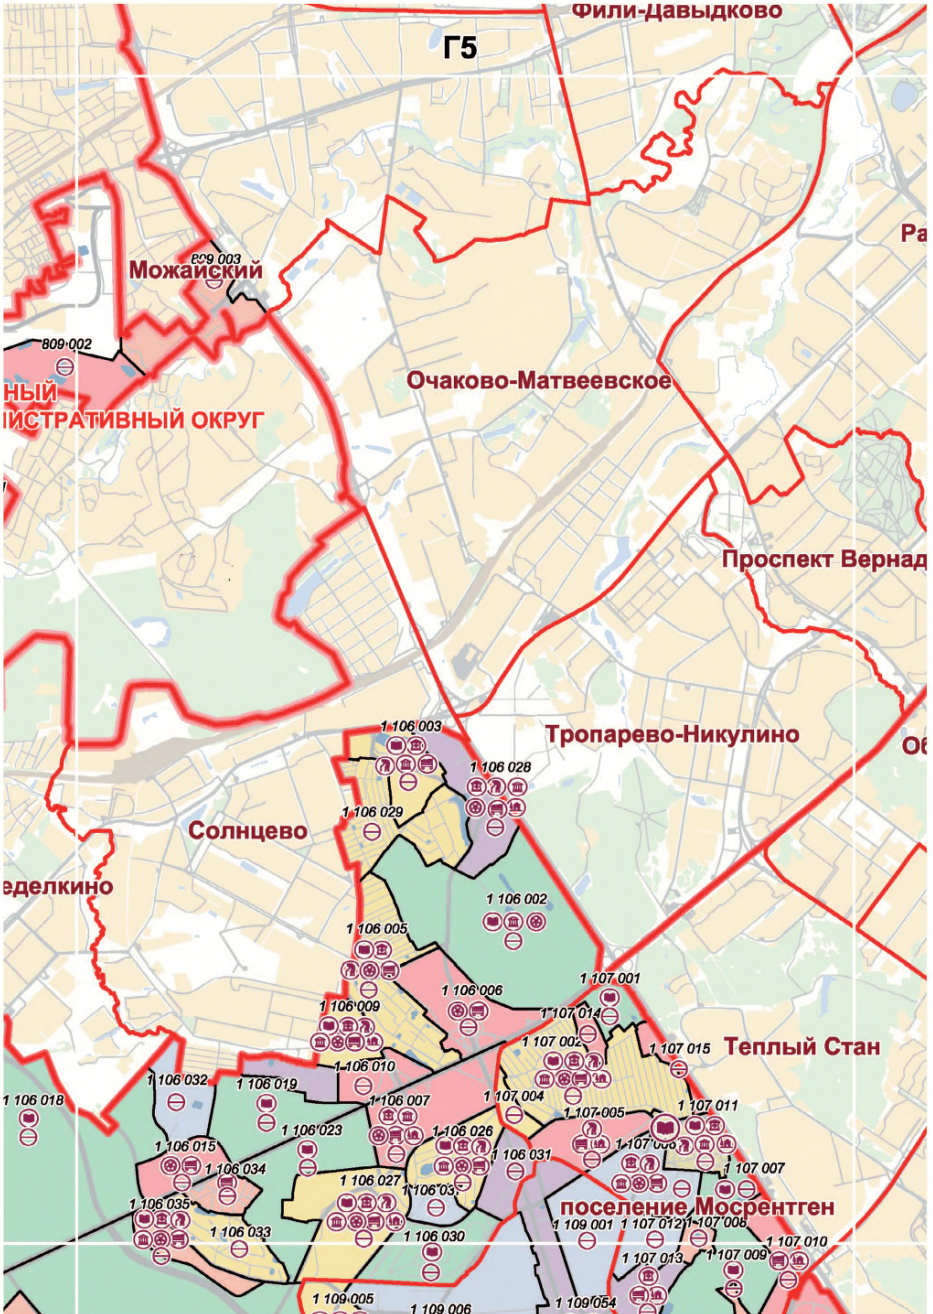 Фили-Давыдково
Г5
Ра
809 003
Можайский
809 002
Очаково-Матвеевское
НЫЙ
ИСТРАТИВНЫЙ ОКРУГ
Проспект Вернад
1 106 003
Тропарево-Никулино
Об
1 106 028
1 106 029
Солнцево
еделкино
1 106 002
1 106 005
1 107 001
1 106 006
1 106 009
1 107 014
1 107 002
1 107 015
Теплый Стан
1 106 010
1 106 032
1 106 019
1 106 018
1 106 007
1 107 004
1 107 005
1 107 011
1 106 023
1 106 026
1 106 015
1 106 034
1 106 031
1 107 007
1 106 027
1 106 035
поселение Мосрентген
1 106 033
1 106 030
1 109 001
1 107 012
1 107 008
1 107 010
1 107 013
1 107 009
1 109 005
1 109 006
1 109 054